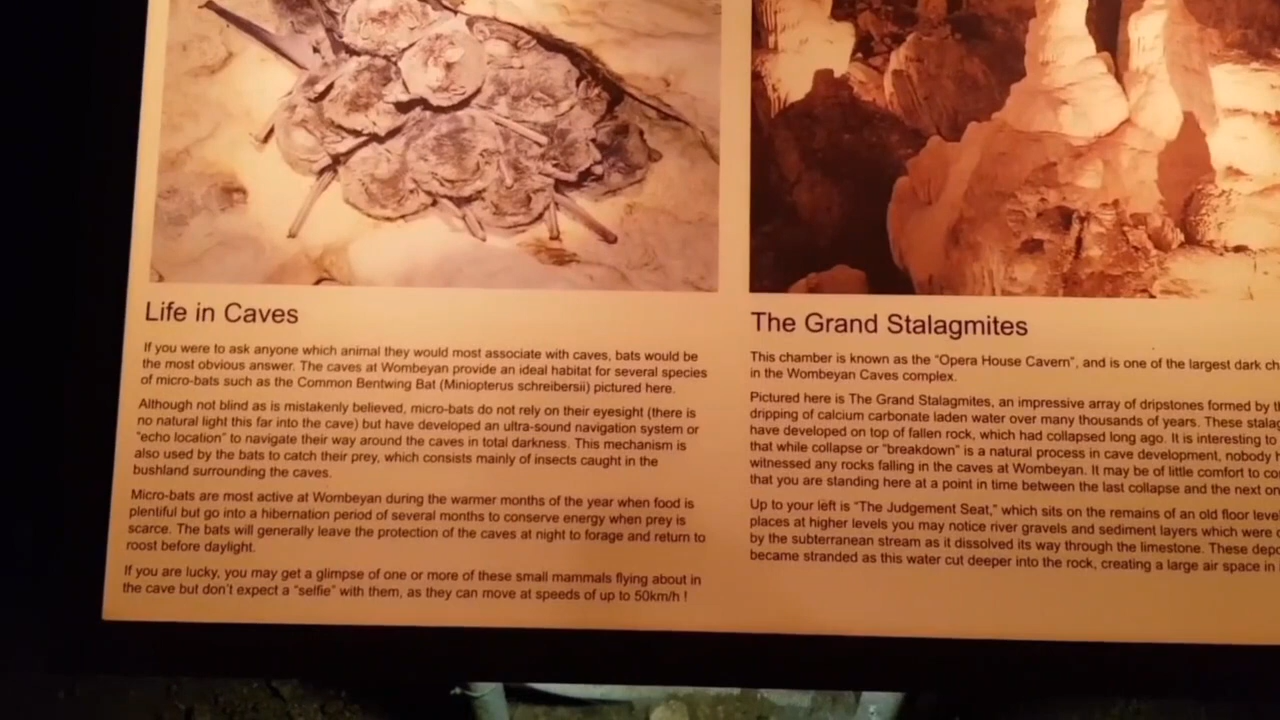 Life in Caves
If you were to ask anyone which animal they would most associate with caves, bats would be
the most obvious answer. The caves at Wombeyan provide an ideal habitat for several species
of micro-bats such as the Common Bentwing Bat (Miniopterus schreibersii) pictured here.
Although not blind as is mistakenly believed, micro-bats do not rely on their eyesight (there is
no natural light this far into the cave) but have developed an ultra-sound navigation system or
"echo location" to navigate their way around the caves in total darkness. This mechanism is
also used by the bats to catch their prey, which consists mainly of insects caught in the
bushland surrounding the caves.
Micro-bats are most active at Wombeyan during the warmer months of the year when food is
plentiful but go into a hibernation period of several months to conserve energy when prey is
scarce. The bats will generally leave the protection of the caves at night to forage and return to
roost before daylight.
If you are lucky, you may get a glimpse of one or more of these small mammals flying about in
the cave but don't expect a "selfie" with them, as they can move at speeds of up to 50km/h !
The Grand Stalagmites
This chamber is known as the "Opera House Cavern", and is one of the largest dark
in the Wombeyan Caves complex.
Pictured here is The Grand Stalagmites, an impressive array of dripstones formed by
dripping of calcium carbonate laden water over many thousands of years. These
have developed on top of fallen rock, which had collapsed long ago. It is interesting to
that while collapse or "breakdown" is a natural process in cave development, nobody
witnessed any rocks falling in the caves at Wombeyan. It may be of little comfort to
that you are standing here at a point in time between the last collapse and the next
Up to your left is "The Judgement Seat," which sits on the remains of an old floor
places at higher levels you may notice river gravels and sediment layers which were
by the subterranean stream as it dissolved its way through the limestone. These
became stranded as this water cut deeper into the rock, creating a large air space in